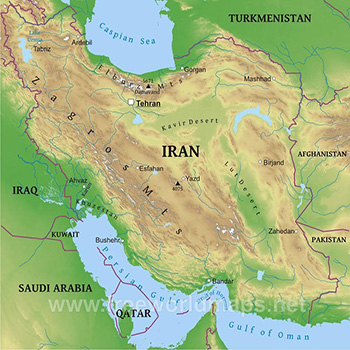 TURKMENISTAN
Caspian Sea
Ardebil
Tabriz
Elburz Mts
5671
Damavand
Gorgan
Mashhad
Tehran
Kavir Desert
Zagros Mts
IRAN
AFGHANISTAN
Esfahan
Yazd
4075
Birjand
Lut Desert
IRAQ
Ahvaz
Khuzestan
KUWAIT
Bushehr
Zahedan
PAKISTAN
SAUDI ARABIA
Persian Gulf
Bandar
www.freeworldmaps.net
QATAR
Gulf of Oman